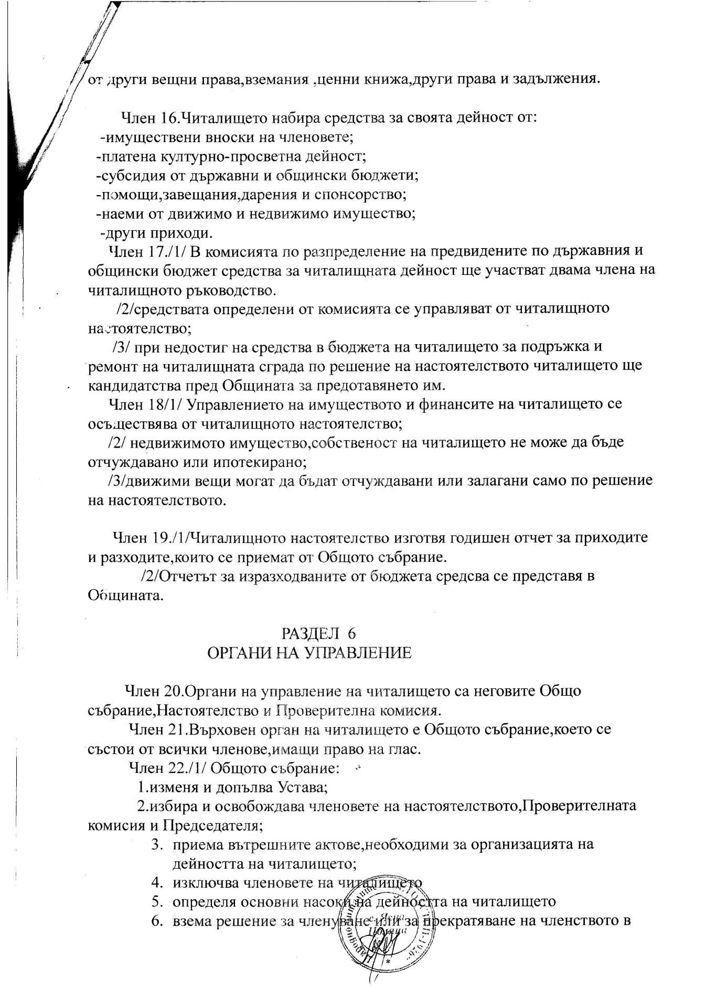 от други вещни права,вземания ,ценни книжа,други права и задължения.
Член 16.Читалището набира средства за своята дейност от:
-имуществени вноски на членовете;
-платена културно-просветна дейност;
-субсидия от държавни и общински бюджети;
-помощи,завещания,дарения и спонсорство;
-наеми от движимо и недвижимо имущество;
-други приходи.
Член 17./1/ В комисията по разпределение на предвидените по държавния и
общински бюджет средства за читалищната дейност ще участват двама члена на
читалищното ръководство.
/2/средствата определени от комисията се управляват от читалищното
настоятелство;
/3/ при недостиг на средства в бюджета на читалището за подръжка и
ремонт на читалищната сграда по решение на настоятелството читалището ще
кандидатства пред Общината за предотавянето им.
Член 18/1/ Управлението на имуществото и финансите на читалището се
осъществява от читалищното настоятелство;
/2/ недвижимото имущество,собственост на читалището не може да бъде
отчуждавано или ипотекирано;
/3/движими вещи могат да бъдат отчуждавани или залагани само по решение
на настоятелството.
Член 19./1/Читалищното настоятелство изготвя годишен отчет за приходите
и разходите,които се приемат от Общото събрание.
/2/Отчетът за изразходваните от бюджета средсва се представя в
Общината.
РАЗДЕЛ 6
ОРГАНИ НА УПРАВЛЕНИЕ
Член 20.Органи на управление на читалището са неговите Общо
събрание,Настоятелство и Проверителна комисия.
Член 21.Върховен орган на читалището е Общото събрание,което се
състои от всички членове,имащи право на глас.
Член 22./1/ Общото събрание:
1.изменя и допълва Устава;
2.избира и освобождава членовете на настоятелството,Проверителната
комисия и Председателя;
3. приема вътрешните актове,необходими за организацията на
дейността на читалището;
4. изключва членовете на читалището
5. определя основни насоки на дейността на читалището
6. взема решение за членуване или за прекратяване на членството в
Народно читалище